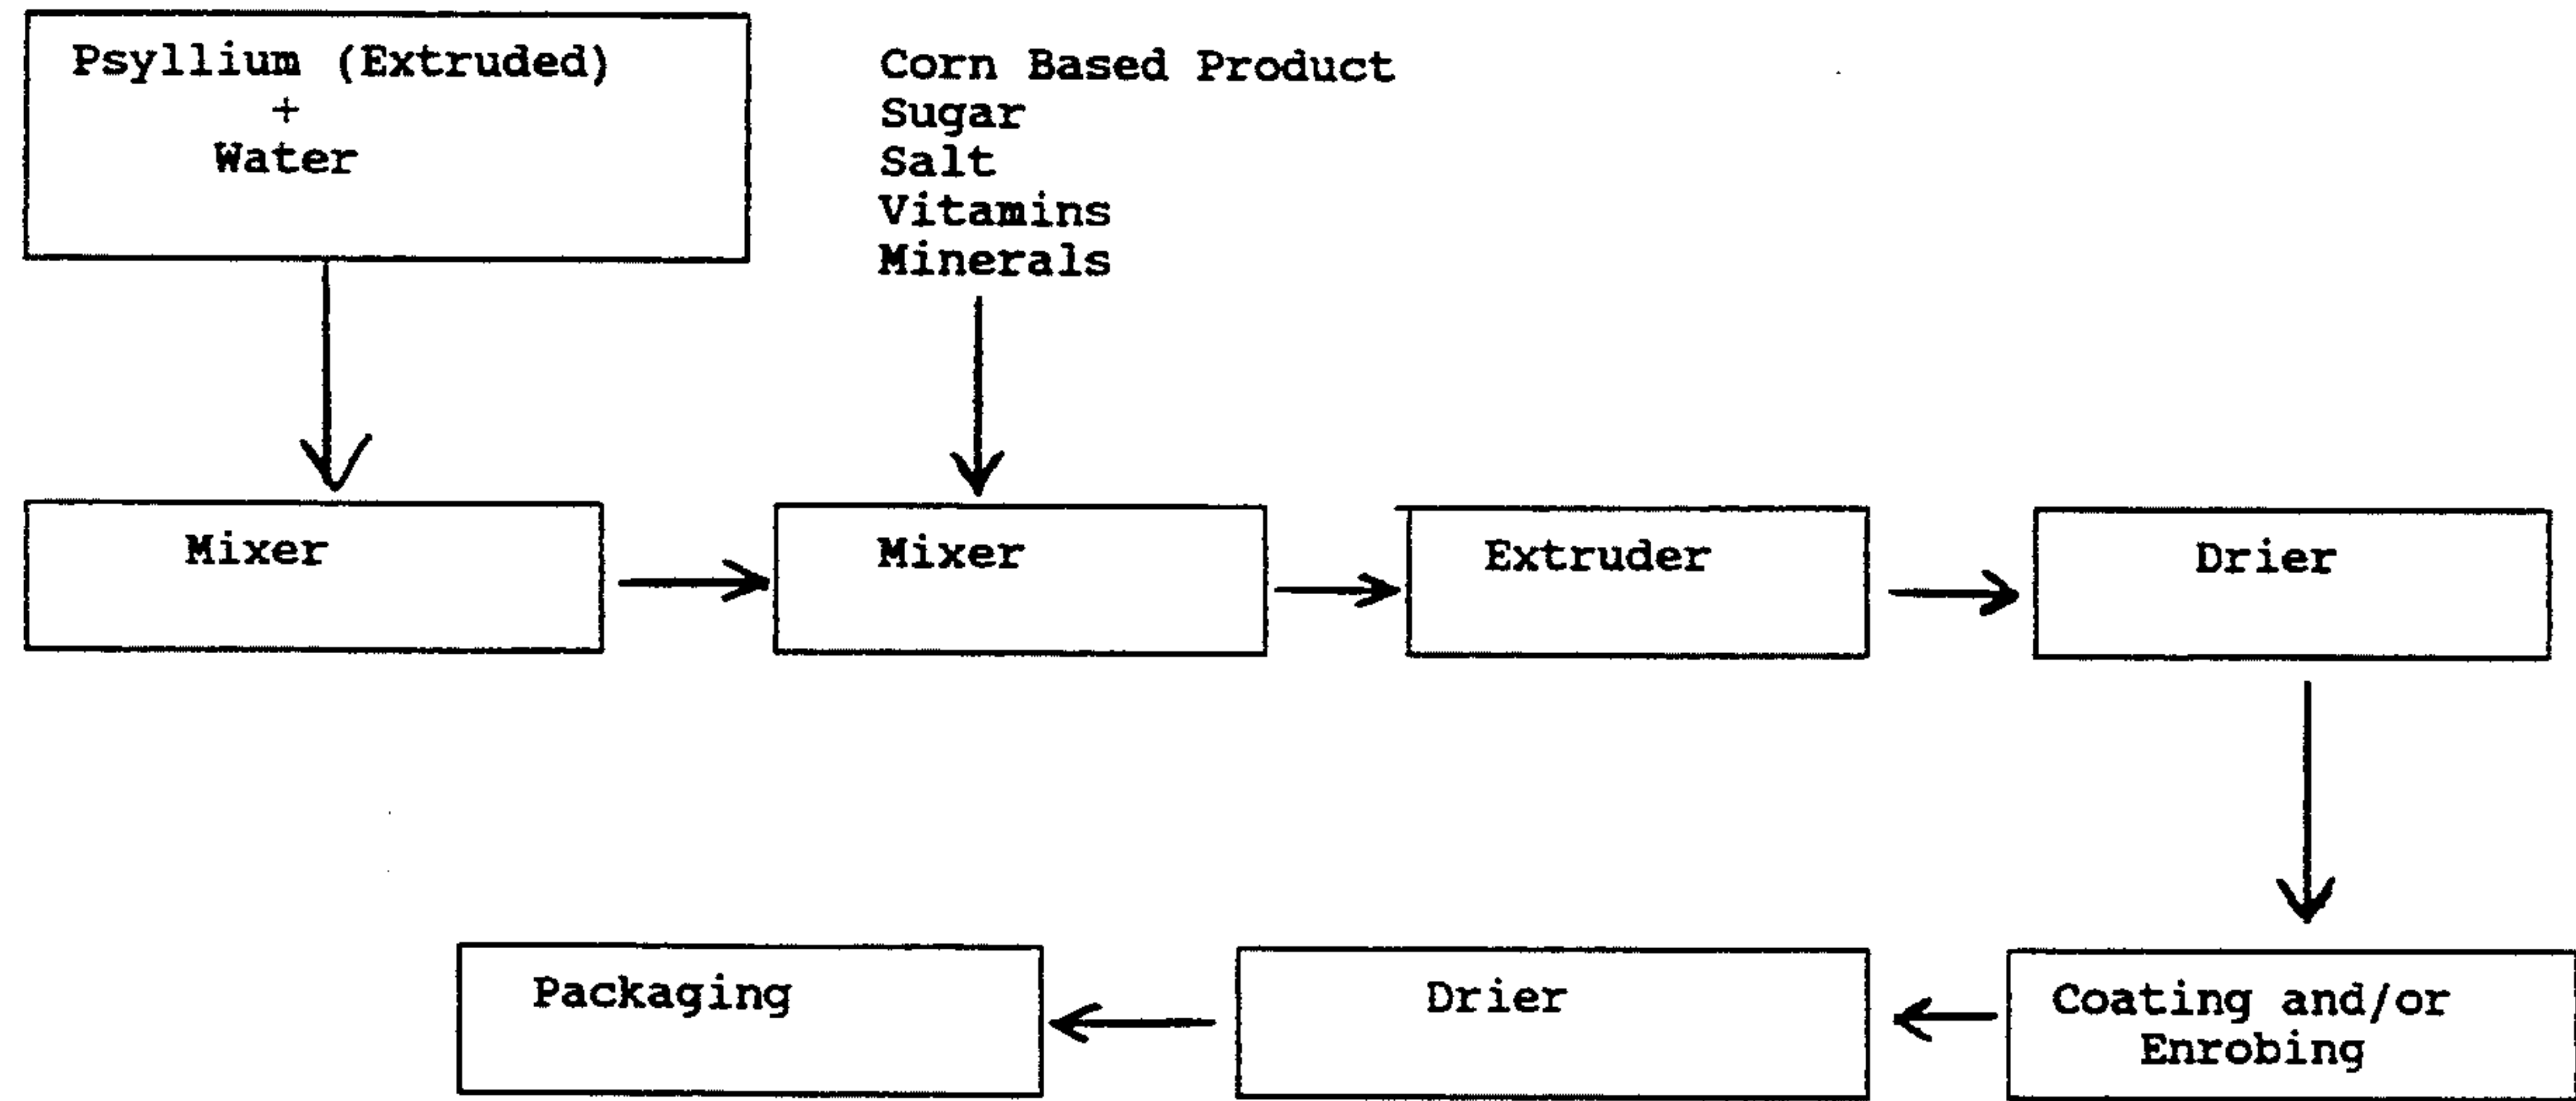 Psyllium (Extruded)
+
Water
Corn Based Product
Sugar
Salt
Vitamins
Minerals
Mixer
Mixer
Extruder
Drier
Packaging
Drier
Coating and/or
Enrobing